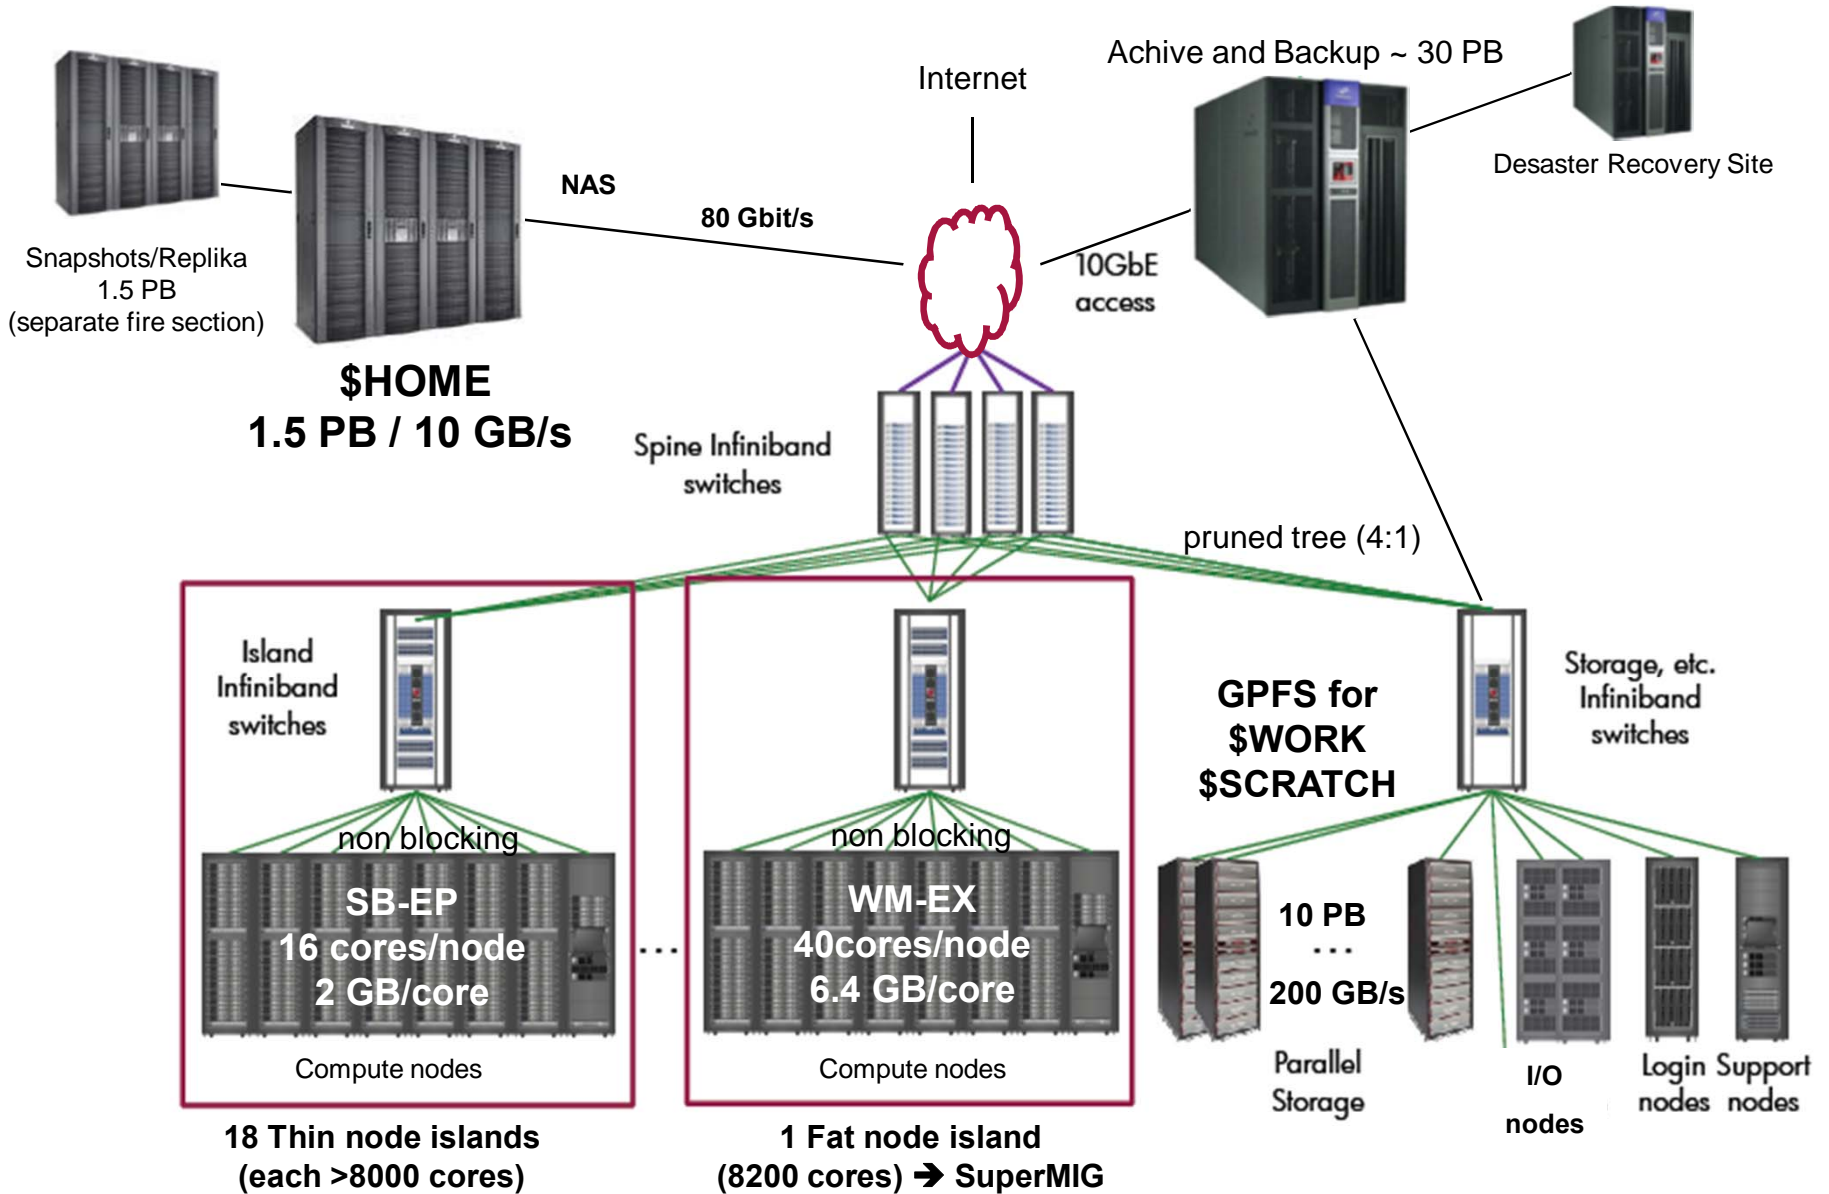 Achive and Backup ~ 30 PB
Internet
Desaster Recovery Site
NAS
80 Gbit/s
Snapshots/Replika
1.5 PB
(separate fire section)
10GbE
access
$HOME
1.5 PB / 10 GB/s
Spine Infiniband
switches
pruned tree (4:1)
Island
Infiniband
switches
Storage, etc.
Infiniband
switches
GPFS for
$WORK
$SCRATCH
non blocking
non blocking
SB-EP
16 cores/node
2 GB/core
...
WM-EX
40cores/node
6.4 GB/core
10 PB
...
200 GB/s
Compute nodes
Compute nodes
Parallel
Storage
I/O
nodes
Login
nodes
Support
nodes
18 Thin node islands
(each >8000 cores)
1 Fat node island
(8200 cores) ➔ SuperMIG